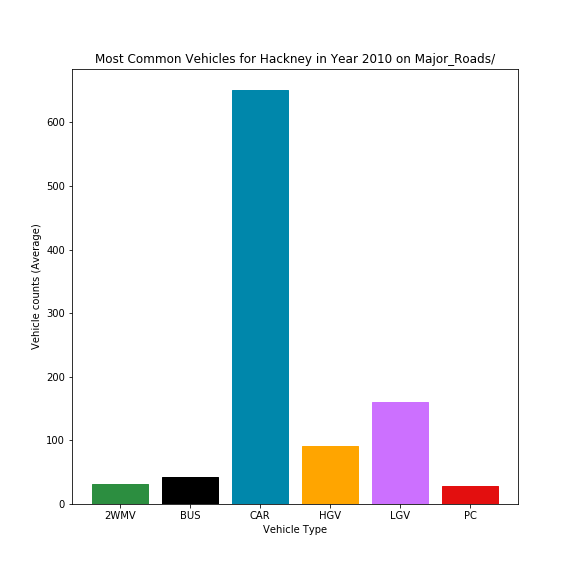 Most Common Vehicles for Hackney in Year 2010 on Major_Roads/
Vehicle counts (Average)
600
500
400
300
200
100
0
2WMV BUS CAR HGV LGV PC
Vehicle Type